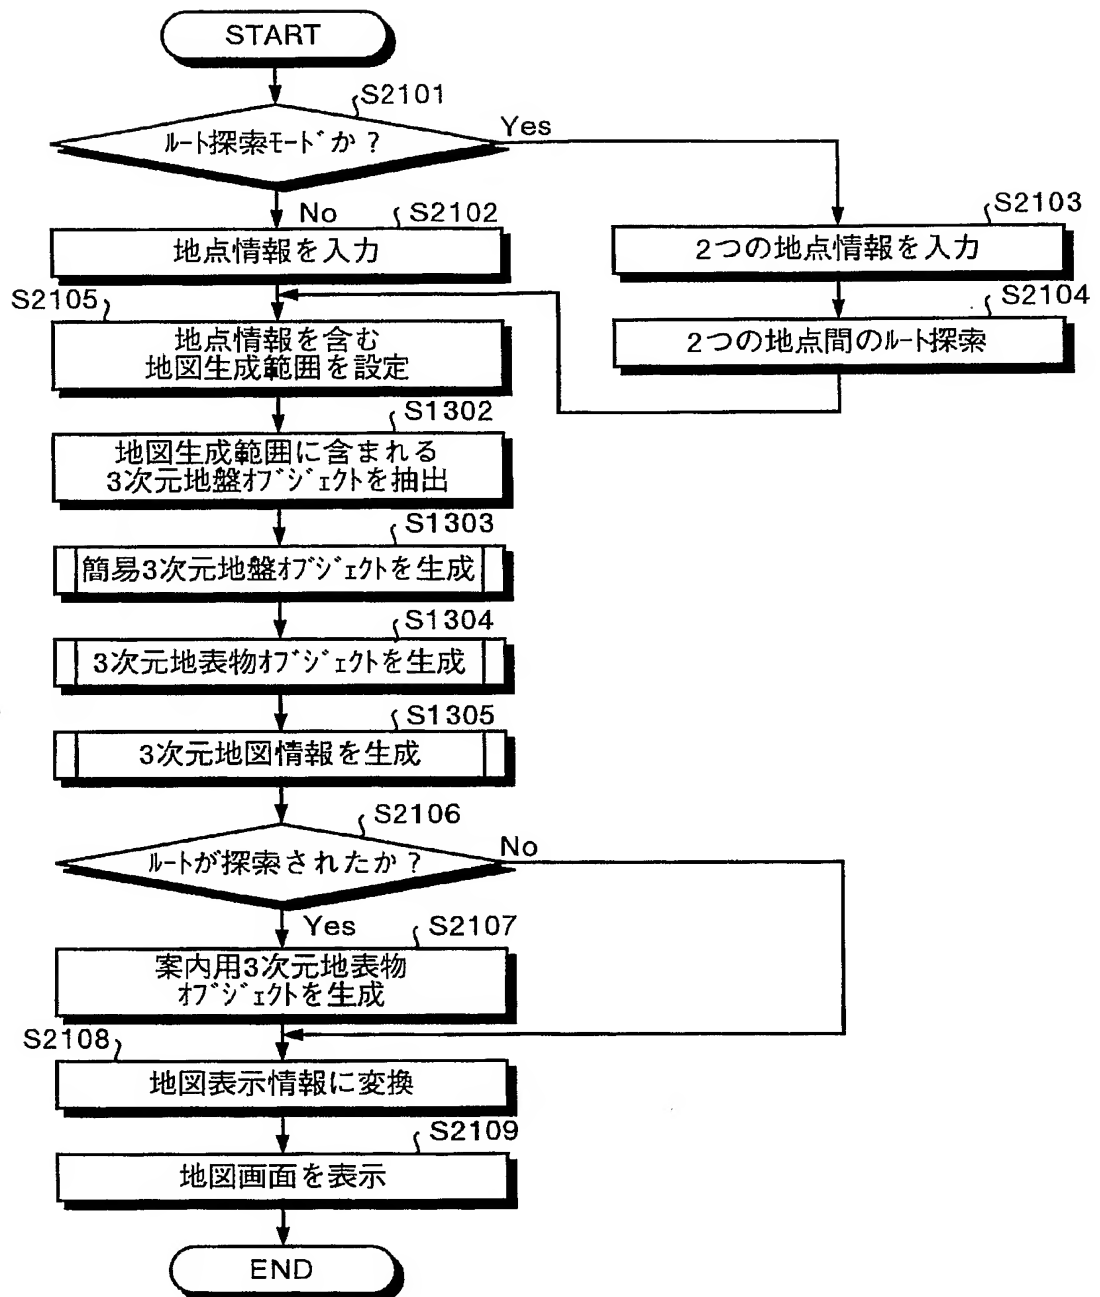 START
S2101
ルート探索モードか?
Yes
No
S2102
地点情報を入力
S2103
2つの地点情報を入力
S2104
2つの地点間のルート探索
S2105
地点情報を含む
地図生成範囲を設定
S1302
地図生成範囲に含まれる
3次元地盤オブジェクトを抽出
S1303
簡易3次元地盤オブジェクトを生成
S1304
3次元地表物オブジェクトを生成
S1305
3次元地図情報を生成
S2106
ルートが探索されたか?
No
Yes
S2107
案内用3次元地表物
オブジェクトを生成
S2108
地図表示情報に変換
S2109
地図画面を表示
END